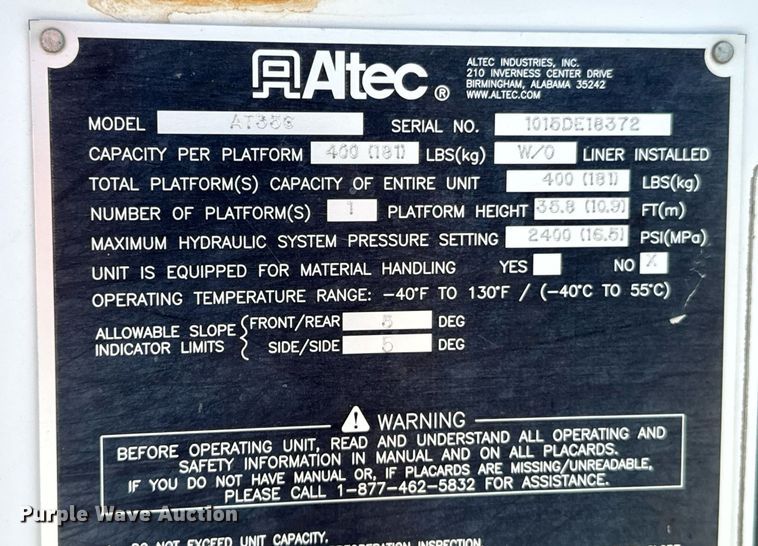 Altec ®
ALTEC INDUSTRIES, INC.
210 INVERNESS CENTER DRIVE
BIRMINGHAM, ALABAMA 35242
WWW.ALTEC.COM
MODEL SERIAL NO. 1015DE18372
CAPACITY PER PLATFORM 400 (181) LBS(kg) W/O LINER INSTALLED
TOTAL PLATFORM(S) CAPACITY OF ENTIRE UNIT 400 (181) LBS(kg)
NUMBER OF PLATFORM(S) 1 PLATFORM HEIGHT 35.8 (10.9) FT(m)
MAXIMUM HYDRAULIC SYSTEM PRESSURE SETTING 2400 (16.5) PSI(MPa)
UNIT IS EQUIPPED FOR MATERIAL HANDLING YES NO X
OPERATING TEMPERATURE RANGE: -40°F TO 130°F / (-40°C TO 55°C)
ALLOWABLE SLOPE INDICATOR LIMITS
FRONT/REAR 5 DEG
SIDE/SIDE 5 DEG
WARNING
BEFORE OPERATING UNIT, READ AND UNDERSTAND ALL OPERATING AND
SAFETY INFORMATION IN MANUAL AND ON ALL PLACARDS.
IF YOU DO NOT HAVE MANUAL OR, IF PLACARDS ARE MISSING/UNREADABLE,
PLEASE CALL 1-877-462-5832 FOR ASSISTANCE.
DO NOT EXCEED UNIT CAPACITY.
Purple Wave Auction